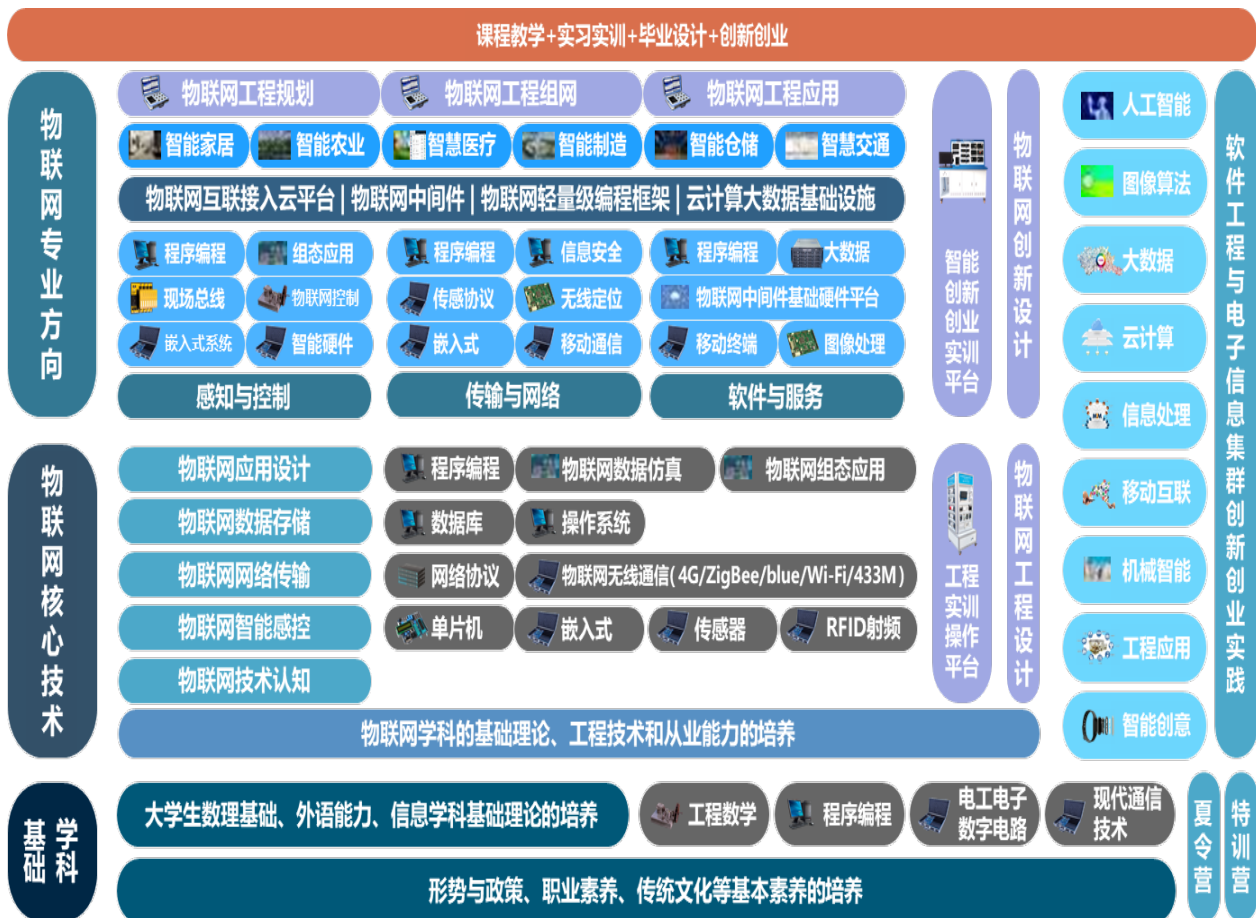 课程教学+实习实训+毕业设计+创新创业
物联网专业方向
物联网工程规划
物联网工程组网
物联网工程应用
智能家居
智能农业
智慧医疗
智能制造
智能仓储
智慧交通
物联网互联接入云平台 | 物联网中间件 | 物联网轻量级编程框架 | 云计算大数据基础设施
程序编程
组态应用
现场总线
物联网控制
嵌入式系统
智能硬件
感知与控制
程序编程
信息安全
传感协议
无线定位
嵌入式
移动通信
传输与网络
程序编程
大数据
物联网中间件基础硬件平台
移动终端
图像处理
软件与服务
智能
创新
创业
实训
平台
物联网创新设计
物联网核心技术
物联网应用设计
程序编程
物联网数据仿真
物联网组态应用
物联网数据存储
数据库
操作系统
物联网网络传输
网络协议
物联网无线通信(4G/ZigBee/blue/Wi-Fi/433M)
物联网智能感控
单片机
嵌入式
传感器
RFID射频
物联网技术认知
物联网学科的基础理论、工程技术和从业能力的培养
工程
实训
操作
平台
物联网工程设计
人工智能
图像算法
大数据
云计算
信息处理
移动互联
机械智能
工程应用
智能创意
软件工程与电子信息集群创新创业实践
学科
基础
大学生数理基础、外语能力、信息学科基础理论的培养
工程数学
程序编程
电工电子
数字电路
现代通信
技术
形势与政策、职业素养、传统文化等基本素养的培养
夏令营
特训营